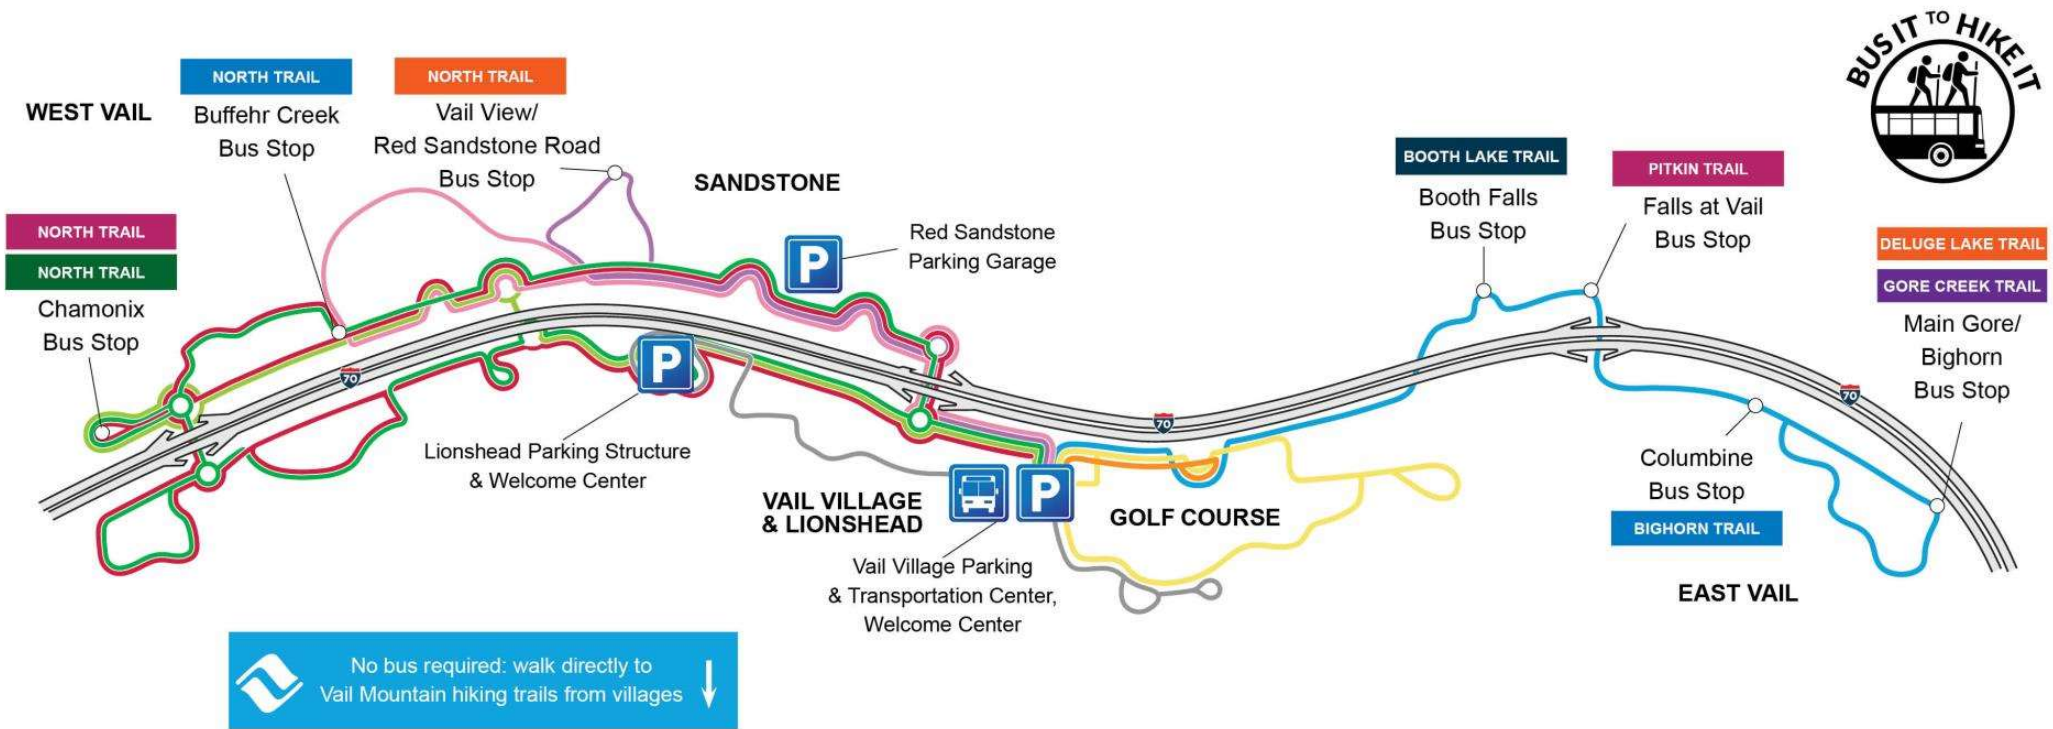 BUS IT TO HIKE IT
WEST VAIL
NORTH TRAIL
Buffehr Creek
Bus Stop
NORTH TRAIL
Vail View/
Red Sandstone Road
Bus Stop
SANDSTONE
NORTH TRAIL
NORTH TRAIL
Chamonix
Bus Stop
P
Red Sandstone
Parking Garage
BOOTH LAKE TRAIL
Booth Falls
Bus Stop
PITKIN TRAIL
Falls at Vail
Bus Stop
DELUGE LAKE TRAIL
GORE CREEK TRAIL
Main Gore/
Bighorn
Bus Stop
70
P
70
70
Lionshead Parking Structure
& Welcome Center
VAIL VILLAGE
& LIONSHEAD
P
GOLF COURSE
Columbine
Bus Stop
BIGHORN TRAIL
EAST VAIL
Vail Village Parking
& Transportation Center,
Welcome Center
No bus required: walk directly to
Vail Mountain hiking trails from villages